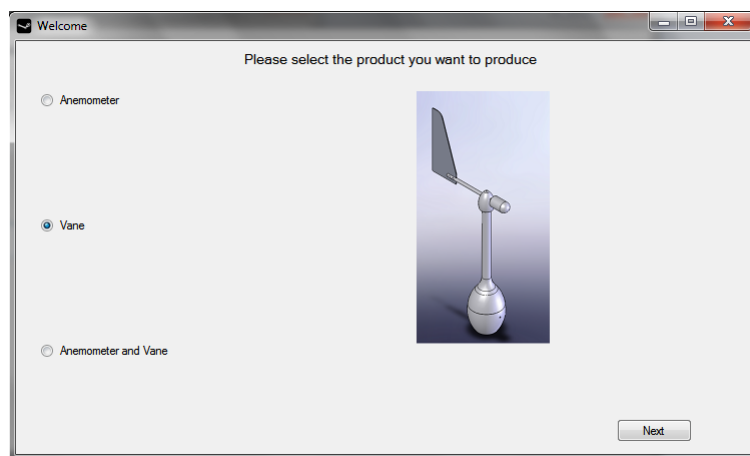 Welcome
Please select the product you want to produce
Anemometer
Vane
Anemometer and Vane
Next